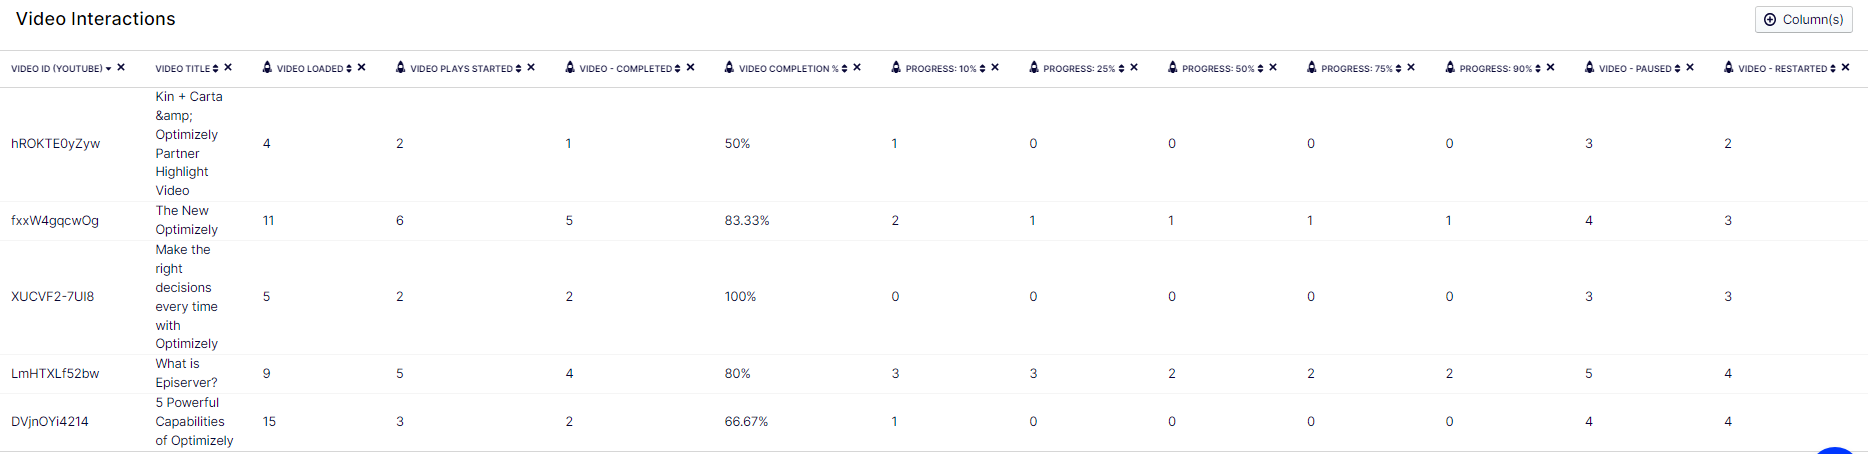 Video Interactions
Column(s)
VIDEO ID (YOUTUBE) VIDEO TITLE VIDEO LOADED VIDEO PLAYS STARTED VIDEO - COMPLETED VIDEO COMPLETION % PROGRESS: 10% PROGRESS: 25% PROGRESS: 50% PROGRESS: 75% PROGRESS: 90% VIDEO - PAUSED VIDEO - RESTARTED
Kin + Carta
&amp;
Optimizely
hROKTE0yZyw 4 2 1 50% 1 0 0 0 0 3 2
Partner
Highlight
Video
The New
fxxW4gqcwOg 11 6 5 83.33% 2 1 1 1 1 4 3
Optimizely
Make the
right
decisions
XUCVF2-7UI8 5 2 2 100% 0 0 0 0 0 3 3
every time
with
Optimizely
What is
LmHTXLf52bw 9 5 4 80% 3 3 2 2 2 5 4
Episerver?
5 Powerful
DVjnOYi4214 Capabilities 15 3 2 66.67% 1 0 0 0 0 4 4
of Optimizely